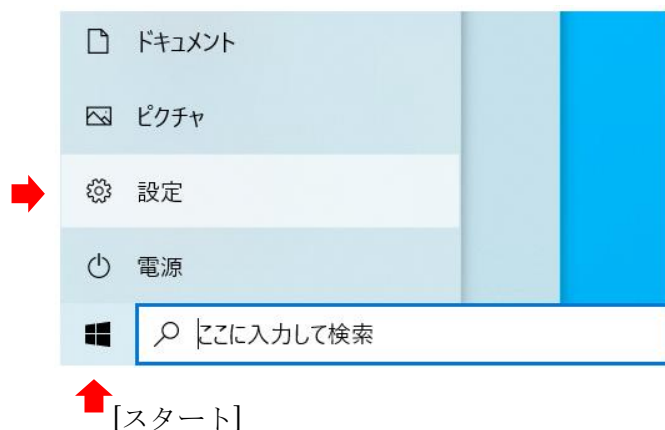 ドキュメント
ピクチャ
設定
電源
ここに入力して検索
[スタート]